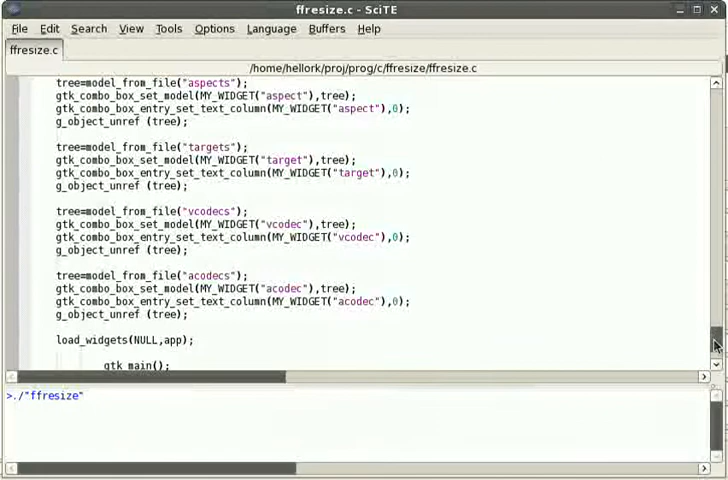 ffresize.c - SciTE
File Edit Search View Tools Options Language Buffers Help
ffresize.c
/home/hellork/proj/prog/c/ffresize/ffresize.c
tree=model_from_file("aspects");
gtk_combo_box_set_model(MY_WIDGET("aspect"),tree);
gtk_combo_box_entry_set_text_column(MY_WIDGET("aspect"),0);
g_object_unref (tree);
tree=model_from_file("targets");
gtk_combo_box_set_model(MY_WIDGET("target"),tree);
gtk_combo_box_entry_set_text_column(MY_WIDGET("target"),0);
g_object_unref (tree);
tree=model_from_file("vcodecs");
gtk_combo_box_set_model(MY_WIDGET("vcodec"),tree);
gtk_combo_box_entry_set_text_column(MY_WIDGET("vcodec"),0);
g_object_unref (tree);
tree=model_from_file("acodecs");
gtk_combo_box_set_model(MY_WIDGET("acodec"),tree);
gtk_combo_box_entry_set_text_column(MY_WIDGET("acodec"),0);
g_object_unref (tree);
load_widgets(NULL,app);
gtk_main();
>./"ffresize"